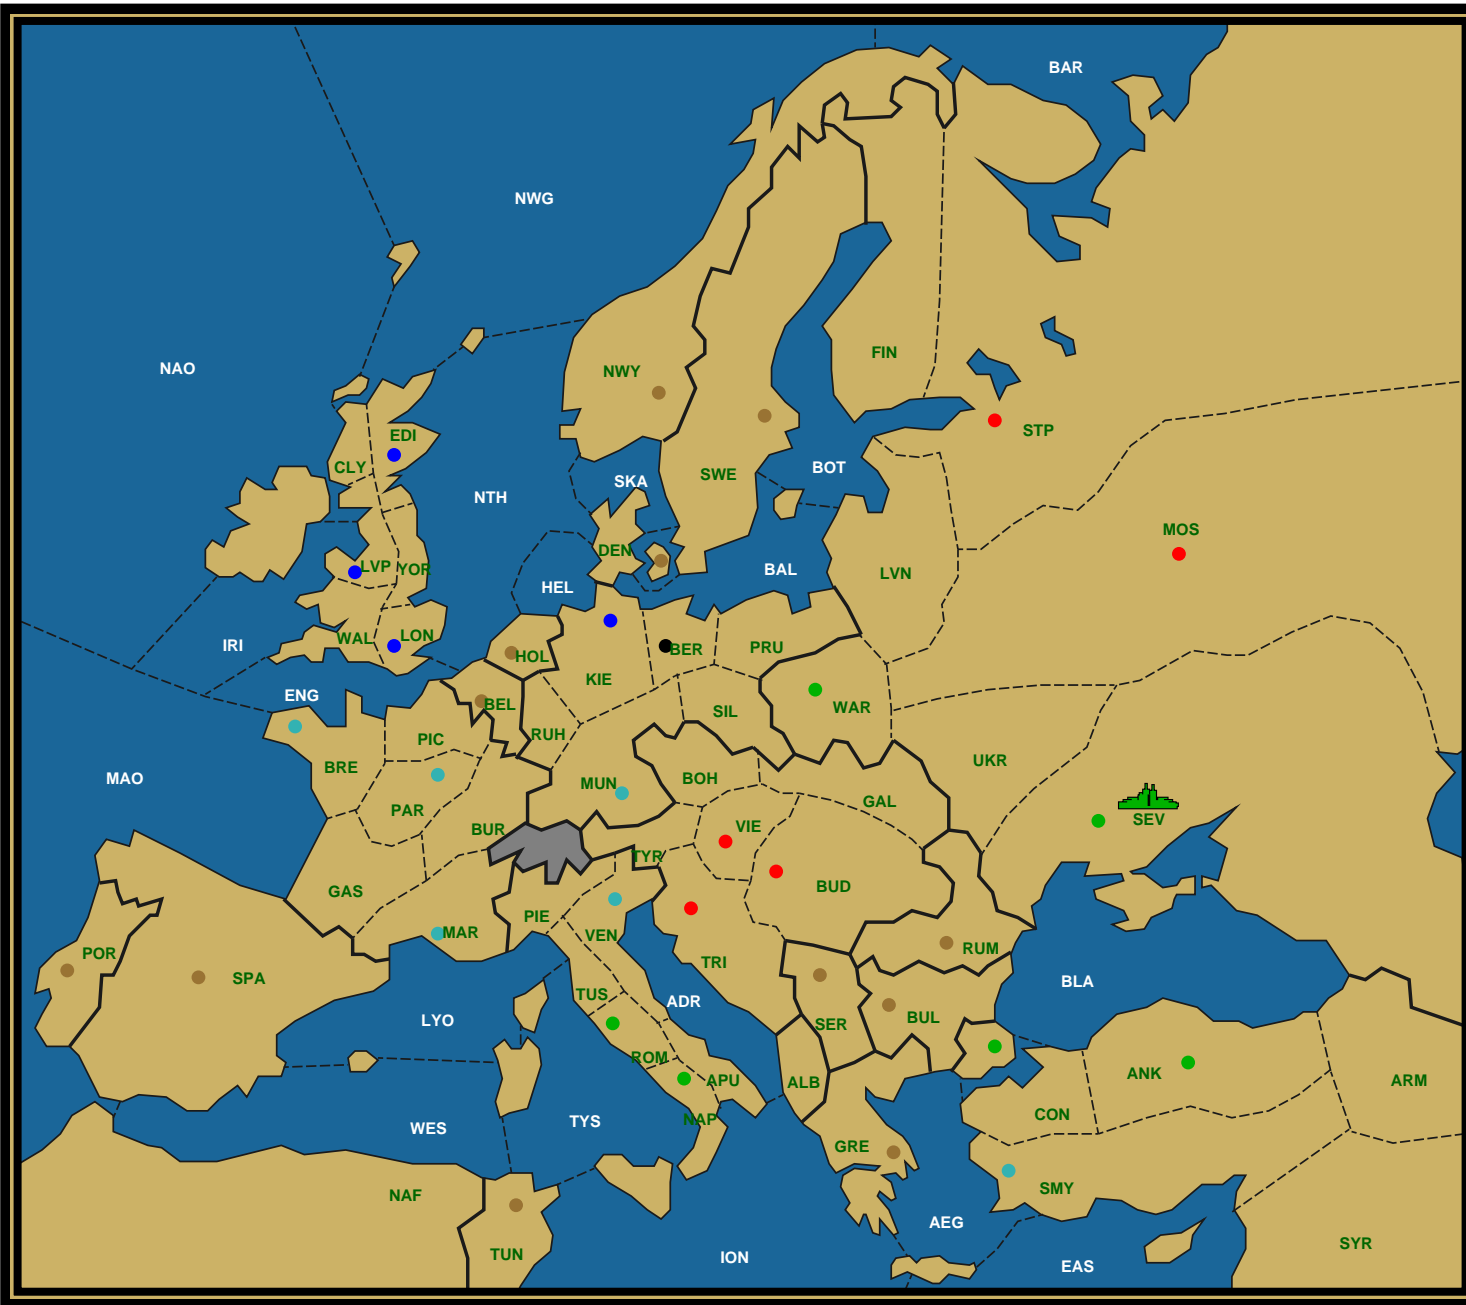 BAR
NWG
NAO
FIN
NWY
STP
EDI
CLY
BOT
SWE
SKA
NTH
MOS
DEN
LVP
YOR
BAL
LVN
HEL
WAL
LON
IRI
BER
PRU
HOL
KIE
ENG
BEL
WAR
SIL
RUH
PIC
UKR
BRE
MAO
BOH
MUN
GAL
PAR
SEV
VIE
BUR
TYR
BUD
GAS
PIE
MAR
VEN
RUM
POR
TRI
SPA
BLA
TUS
ADR
BUL
LYO
SER
ROM
ANK
APU
ALB
ARM
CON
NAP
TYS
WES
GRE
SMY
NAF
AEG
SYR
TUN
ION
EAS